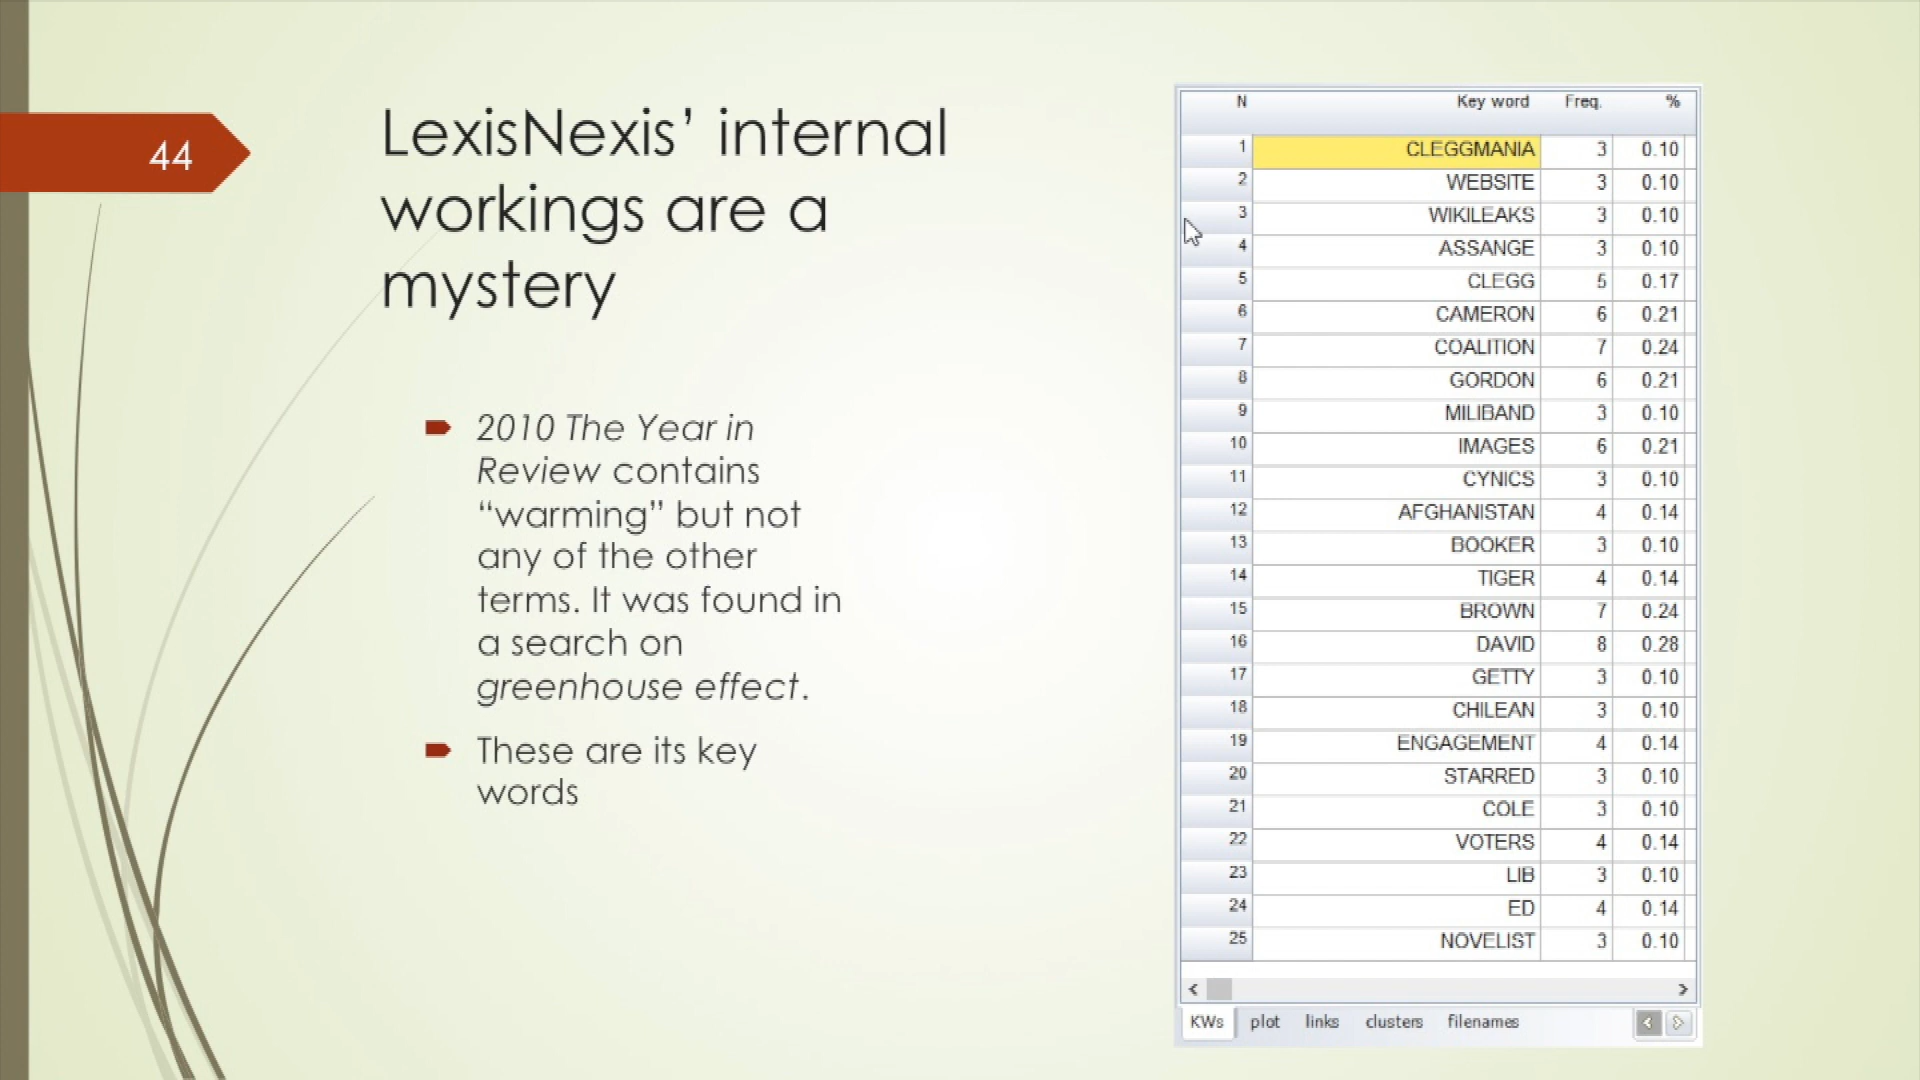 44
LexisNexis’ internal
workings are a
mystery
2010 The Year in
Review contains
“warming” but not
any of the other
terms. It was found in
a search on
greenhouse effect.
These are its key
words
N Key word Freq. %
1 CLEGGMANIA 3 0.10
2 WEBSITE 3 0.10
3 WIKILEAKS 3 0.10
4 ASSANGE 3 0.10
5 CLEGG 5 0.17
6 CAMERON 6 0.21
7 COALITION 7 0.24
8 GORDON 6 0.21
9 MILIBAND 3 0.10
10 IMAGES 6 0.21
11 CYNICS 3 0.10
12 AFGHANISTAN 4 0.14
13 BOOKER 3 0.10
14 TIGER 4 0.14
15 BROWN 7 0.24
16 DAVID 8 0.28
17 GETTY 3 0.10
18 CHILEAN 3 0.10
19 ENGAGEMENT 4 0.14
20 STARRED 3 0.10
21 COLE 3 0.10
22 VOTERS 4 0.14
23 LIB 3 0.10
24 ED 4 0.14
25 NOVELIST 3 0.10
KWs plot links clusters filenames